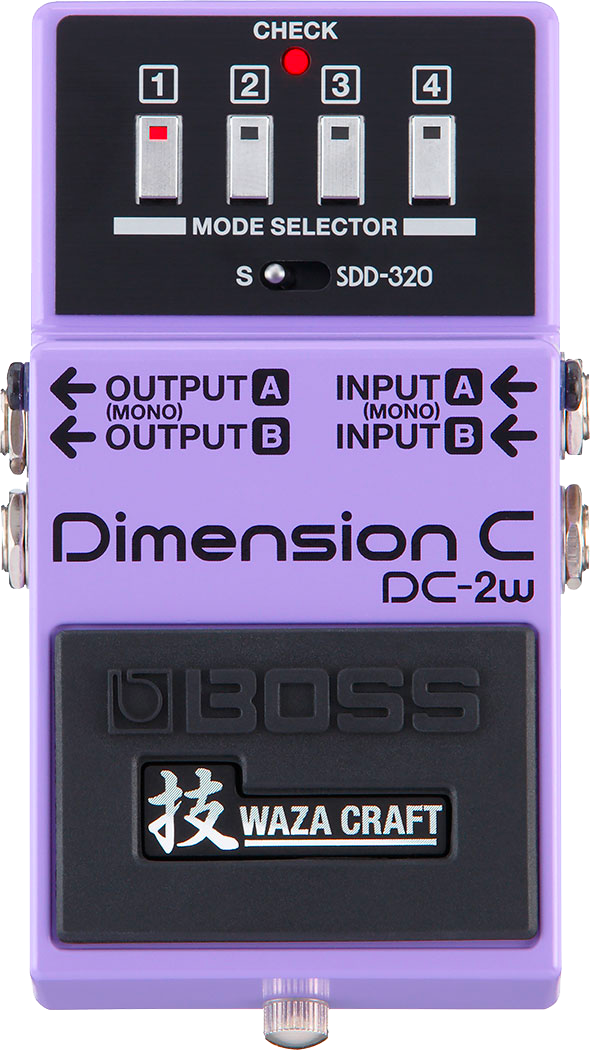 CHECK
1 2 3 4
MODE SELECTOR
S SDD-320
OUTPUT A INPUT A
(MONO) (MONO)
OUTPUT B INPUT B
Dimension C
DC-2w
BOSS
技 WAZA CRAFT